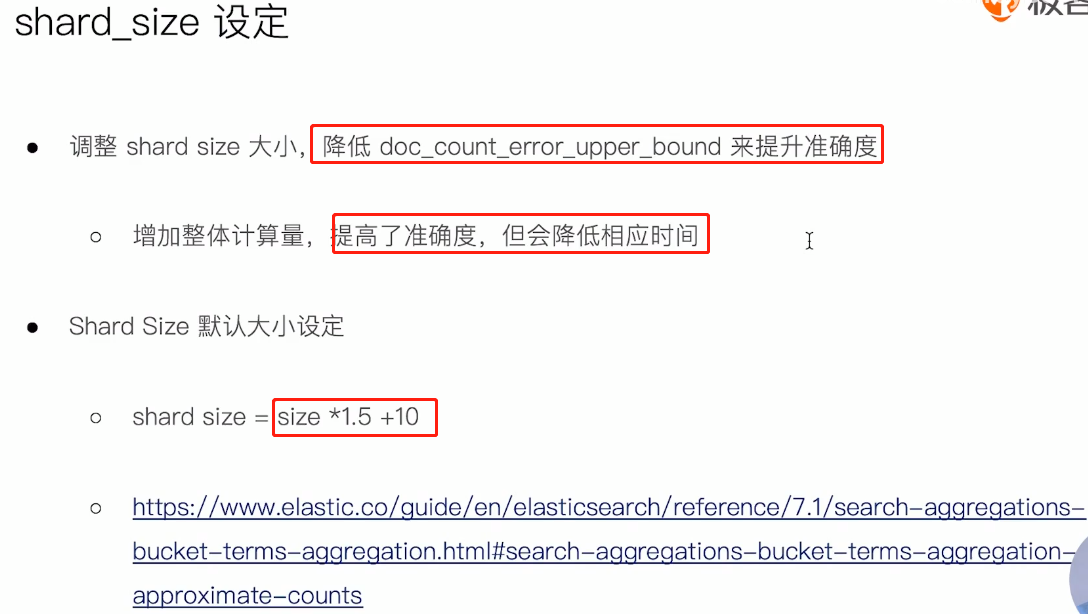 shard_size 设定
调整 shard size 大小, 降低 doc_count_error_upper_bound 来提升准确度
增加整体计算量，提高了准确度，但会降低相应时间
Shard Size 默认大小设定
shard size = size *1.5 +10
https://www.elastic.co/guide/en/elasticsearch/reference/7.1/search-aggregations-
bucket-terms-aggregation.html#search-aggregations-bucket-terms-aggregation-
approximate-counts